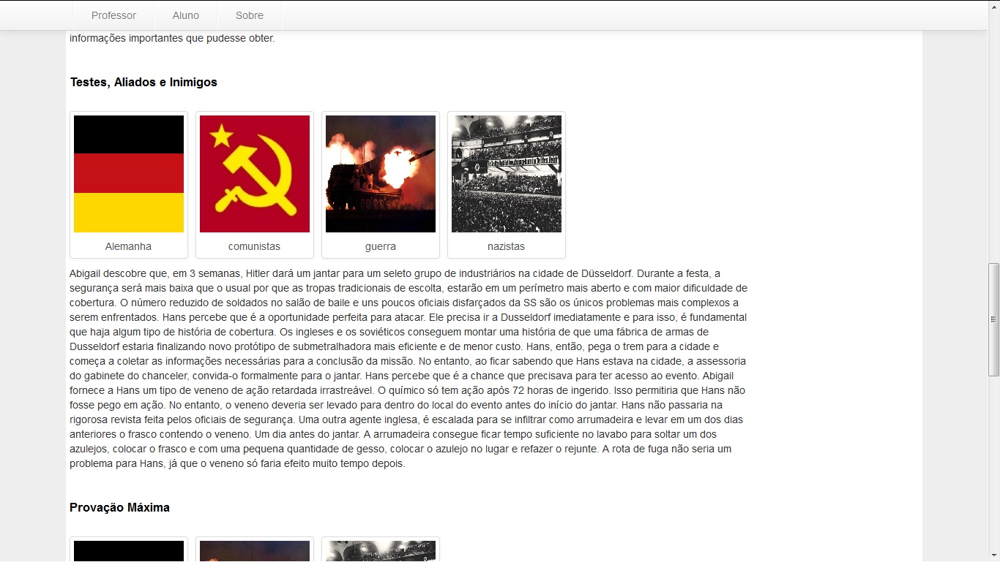 Professor Aluno Sobre
informações importantes que pudesse obter.
Testes, Aliados e Inimigos
Alemanha comunistas guerra nazistas
Abigail descobre que, em 3 semanas, Hitler dará um jantar para um seleto grupo de industriários na cidade de Düsseldorf. Durante a festa, a
segurança será mais baixa que o usual por que as tropas tradicionais de escolta, estarão em um perímetro mais aberto e com maior dificuldade de
cobertura. O número reduzido de soldados no salão de baile e uns poucos oficiais disfarçados da SS são os únicos problemas mais complexos a
serem enfrentados. Hans percebe que é a oportunidade perfeita para atacar. Ele precisa ir a Dusseldorf imediatamente e para isso, é fundamental
que haja algum tipo de história de cobertura. Os ingleses e os soviéticos conseguem montar uma história de que uma fábrica de armas de
Dusseldorf estaria finalizando novo protótipo de submetralhadora mais eficiente e de menor custo. Hans, então, pega o trem para a cidade e
começa a coletar as informações necessárias para a conclusão da missão. No entanto, ao ficar sabendo que Hans estava na cidade, a assessoria
do gabinete do chanceler, convida-o formalmente para o jantar. Hans percebe que é a chance que precisava para ter acesso ao evento. Abigail
fornece a Hans um tipo de veneno de ação retardada irrastreável. O químico só tem ação após 72 horas de ingerido. Isso permitiria que Hans não
fosse pego em ação. No entanto, o veneno deveria ser levado para dentro do local do evento antes do início do jantar. Hans não passaria na
rigorosa revista feita pelos oficiais de segurança. Uma outra agente inglesa, é escalada para se infiltrar como arrumadeira e levar em um dos dias
anteriores o frasco contendo o veneno. Um dia antes do jantar. A arrumadeira consegue ficar tempo suficiente no lavabo para soltar um dos
azulejos, colocar o frasco e com uma pequena quantidade de gesso, colocar o azulejo no lugar e refazer o rejunte. A rota de fuga não seria um
problema para Hans, já que o veneno só faria efeito muito tempo depois.
Provação Máxima